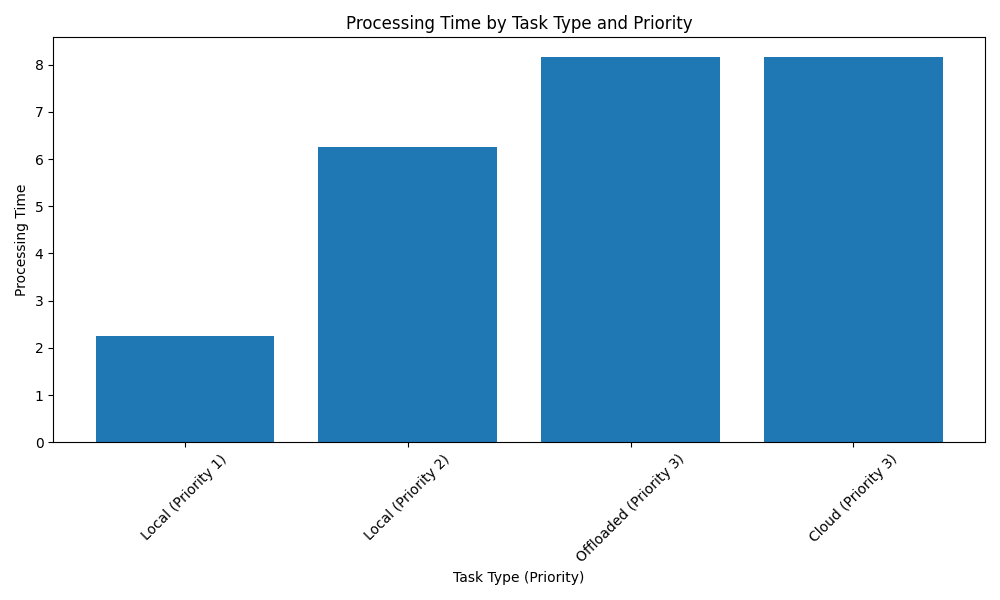 Processing Time by Task Type and Priority
Processing Time
8
7
6
5
4
3
2
1
0
Local (Priority 1)
Local (Priority 2)
Offloaded (Priority 3)
Cloud (Priority 3)
Task Type (Priority)